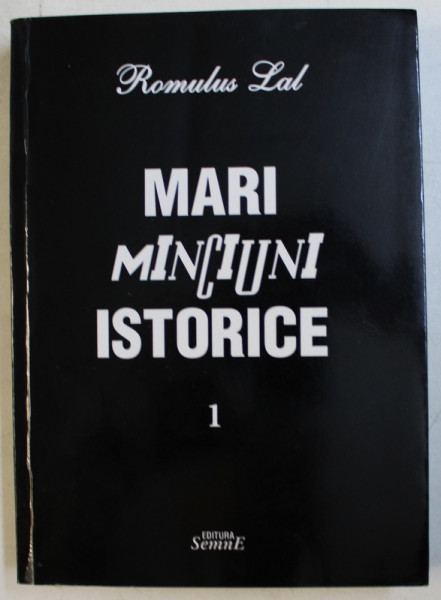 Romulus Lal
MARI
MINCIUNI
ISTORICE
1
EDITURA
SemnE